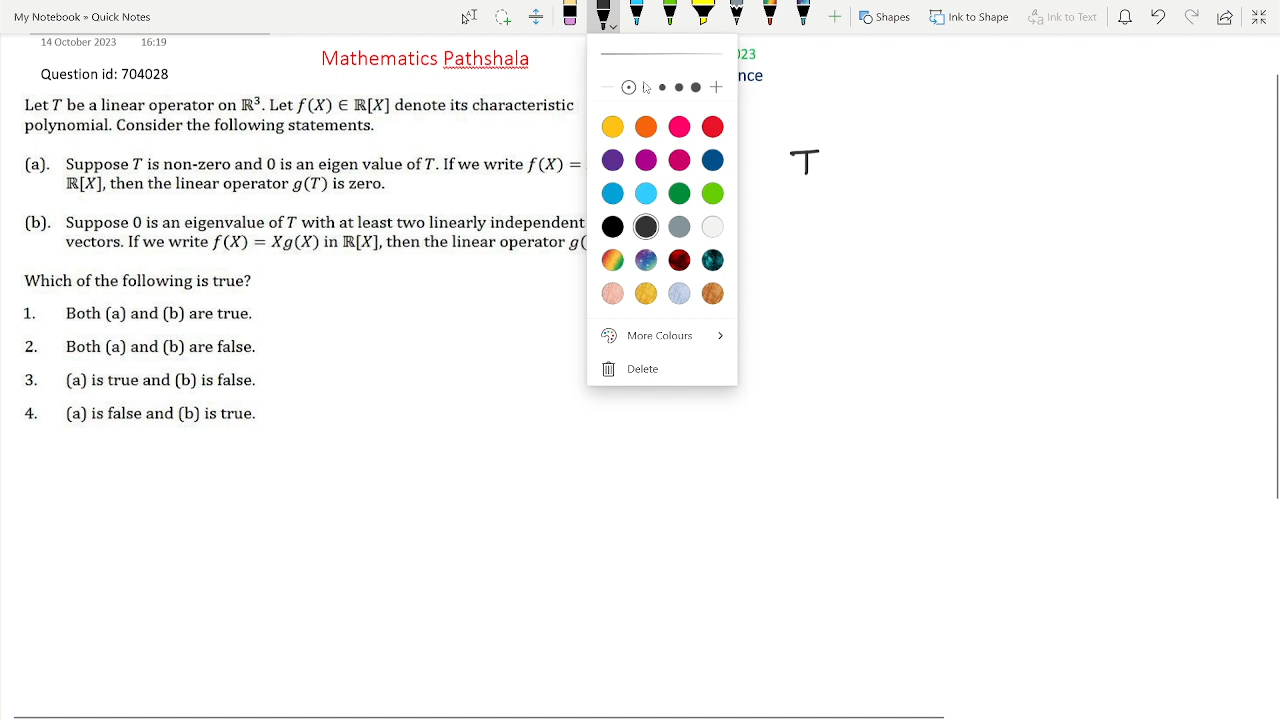 My Notebook » Quick Notes
Shapes
Ink to Shape
Ink to Text
14 October 2023 16:19
Mathematics Pathshala
023
Question id: 704028
nce
Let T be a linear operator on ℝ³. Let f(X) ∈ ℝ[X] denote its characteristic
polynomial. Consider the following statements.
(a). Suppose T is non-zero and 0 is an eigen value of T. If we write f(X) =
ℝ[X], then the linear operator g(T) is zero.
(b). Suppose 0 is an eigenvalue of T with at least two linearly independent
vectors. If we write f(X) = Xg(X) in ℝ[X], then the linear operator g(
Which of the following is true?
1. Both (a) and (b) are true.
2. Both (a) and (b) are false.
3. (a) is true and (b) is false.
4. (a) is false and (b) is true.
T
More Colours
Delete